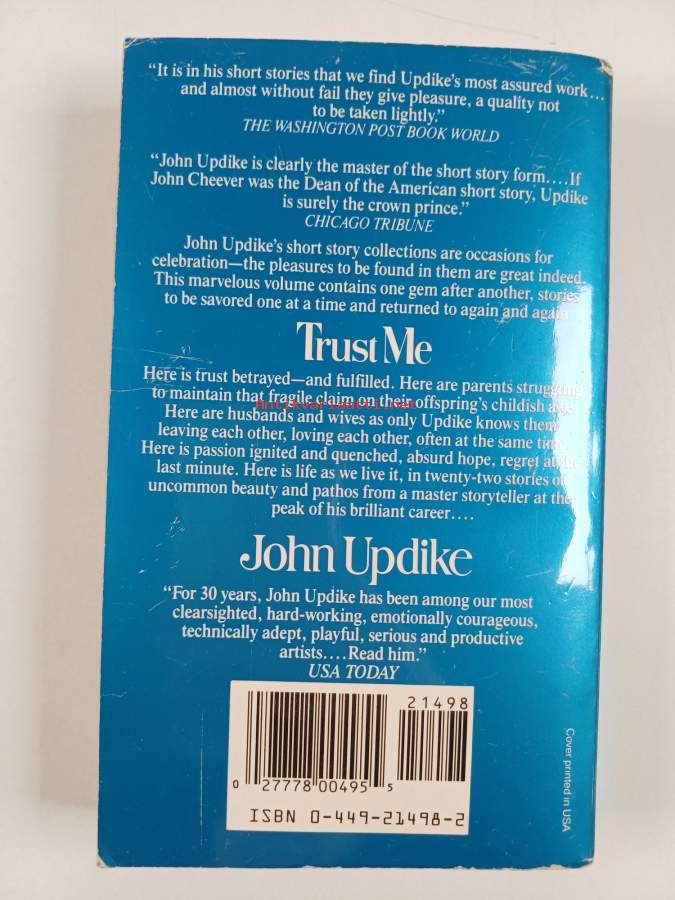 “It is in his short stories that we find Updike’s most assured work...
and almost without fail they give pleasure, a quality not
to be taken lightly.”
THE WASHINGTON POST BOOK WORLD
“John Updike is clearly the master of the short story form....If
John Cheever was the Dean of the American short story, Updike
is surely the crown prince.”
CHICAGO TRIBUNE
John Updike’s short story collections are occasions for
celebration—the pleasures to be found in them are great indeed.
This marvelous volume contains one gem after another, stories
to be savored one at a time and returned to again and again.
Trust Me
Here is trust betrayed—and fulfilled. Here are parents struggling
to maintain that fragile claim on their offspring’s childish
Here are husbands and wives as only Updike knows them
leaving each other, loving each other, often at the same time.
Here is passion ignited and quenched, absurd hope, regret at the
last minute. Here is life as we live it, in twenty-two stories of
uncommon beauty and pathos from a master storyteller at the
peak of his brilliant career....
John Updike
“For 30 years, John Updike has been among our most
clearsighted, hard-working, emotionally courageous,
technically adept, playful, serious and productive
artists....Read him.”
USA TODAY
21498
0 27778 00495 5
ISBN 0-449-21498-2
Cover printed in USA